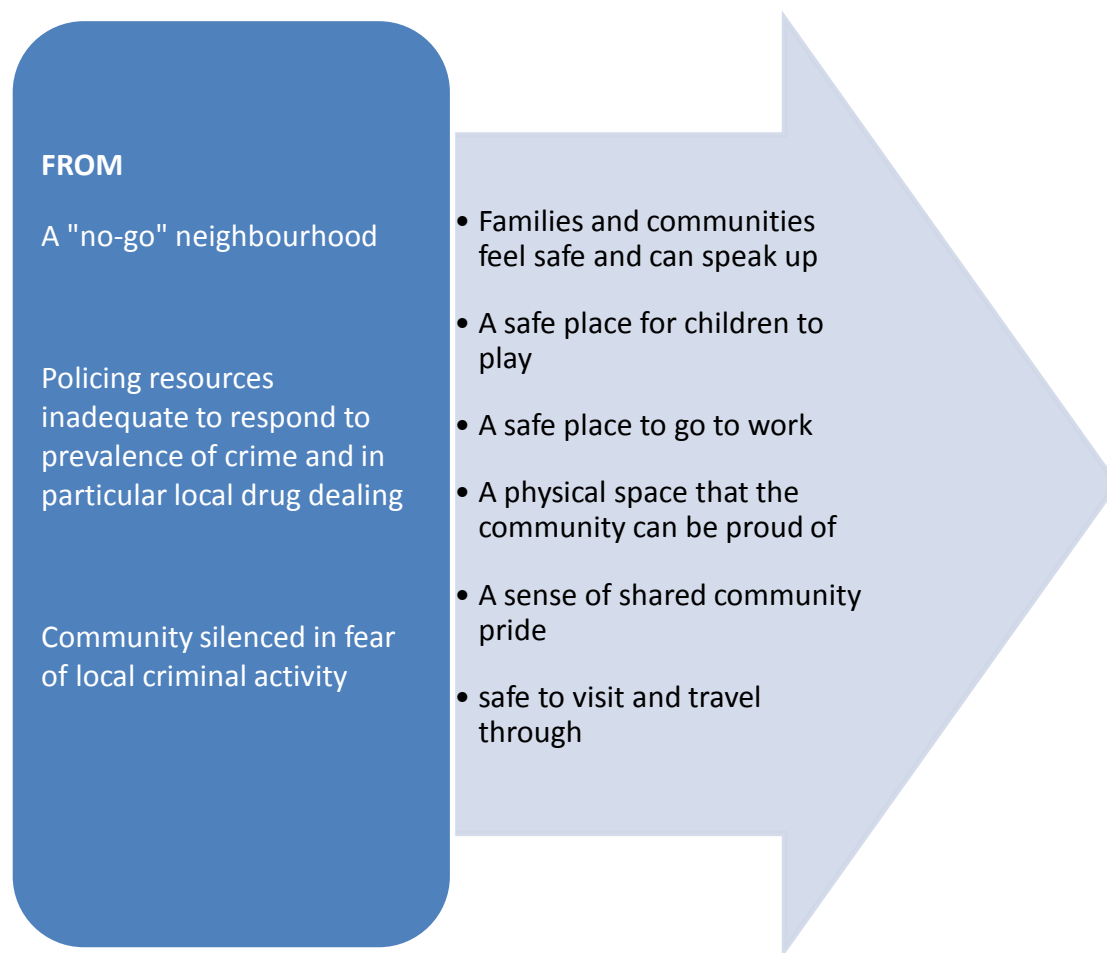 FROM
A "no-go" neighbourhood
Policing resources
inadequate to respond to
prevalence of crime and in
particular local drug dealing
Community silenced in fear
of local criminal activity
• Families and communities
feel safe and can speak up
• A safe place for children to
play
• A safe place to go to work
• A physical space that the
community can be proud of
• A sense of shared community
pride
• safe to visit and travel
through